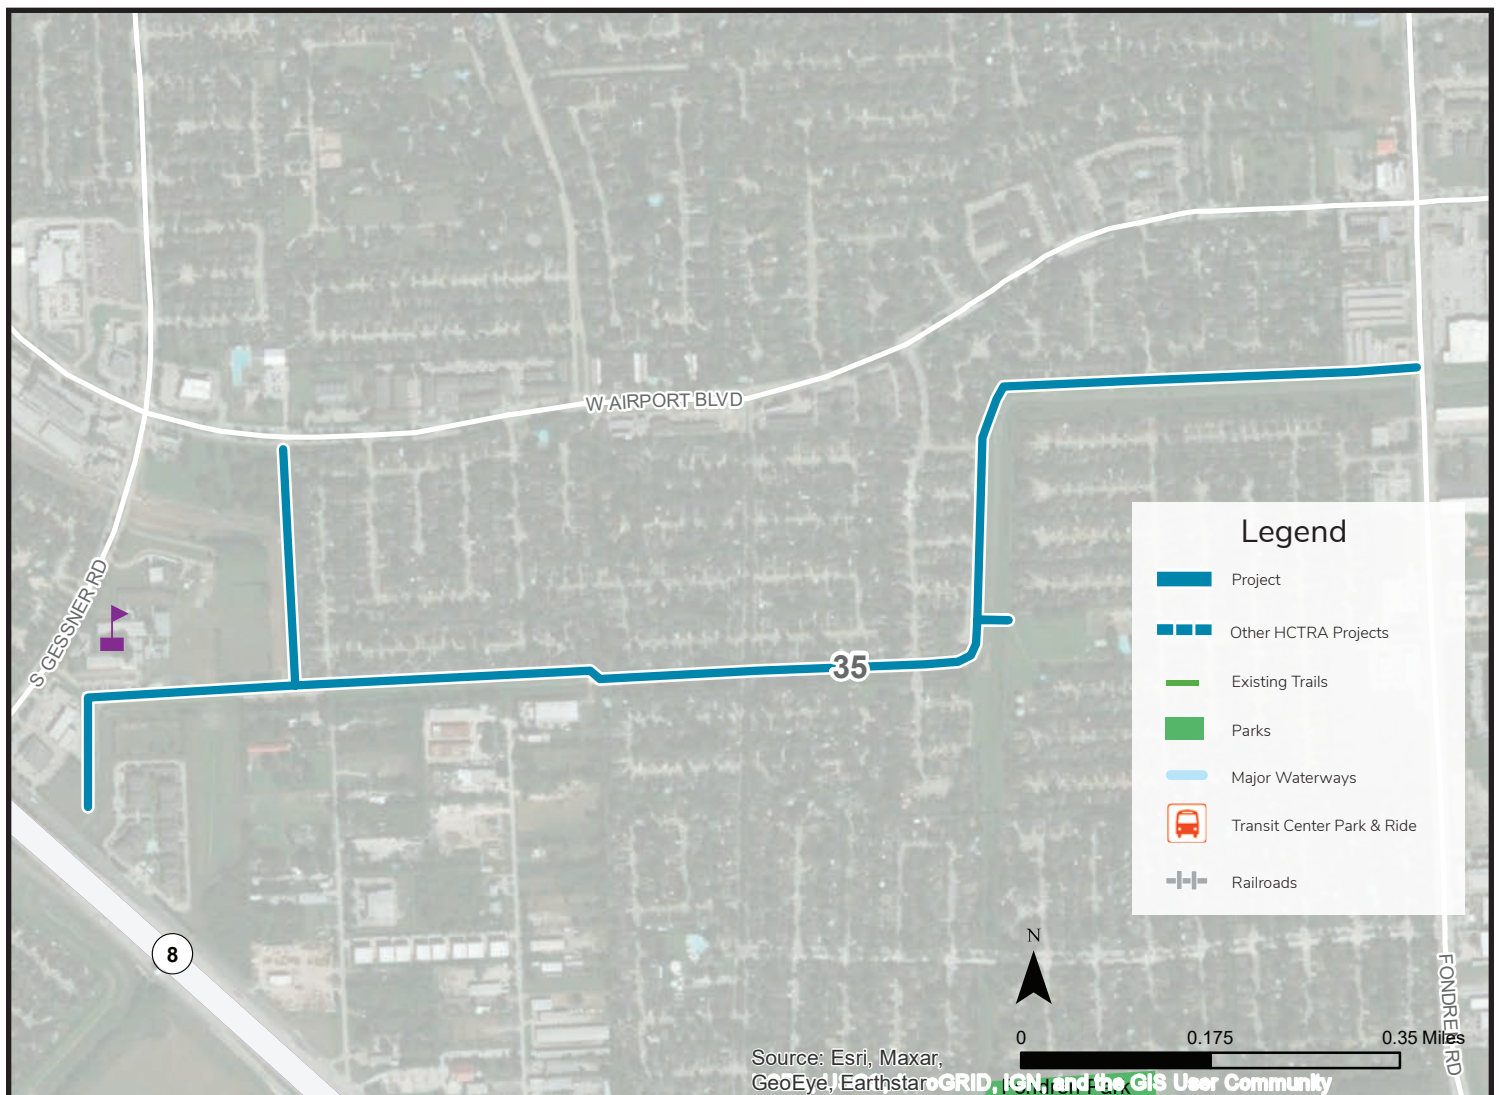 W AIRPORT BLVD
S GESSNER RD
35
8
Legend
Project
Other HCTRA Projects
Existing Trails
Parks
Major Waterways
Transit Center Park & Ride
Railroads
N
FONDREN RD
0 0.175 0.35 Miles
Source: Esri, Maxar,
GeoEye, Earthstar
oGRID, IGN, and the GIS User Community
Fondren Park